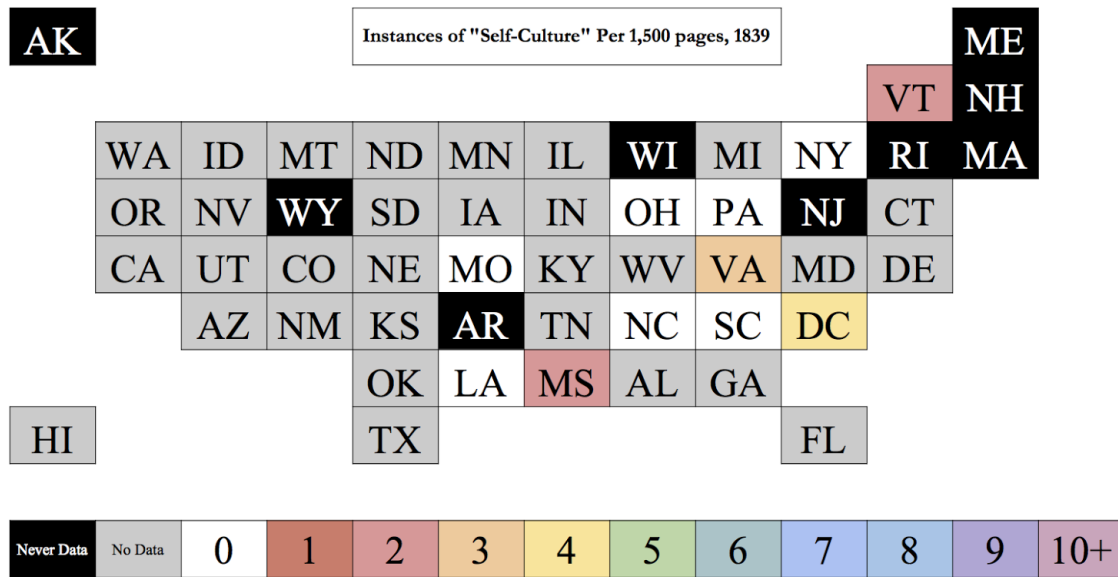 AK Instances of "Self-Culture" Per 1,500 pages, 1839 ME
VT NH
WA ID MT ND MN IL WI MI NY RI MA
OR NV WY SD IA IN OH PA NJ CT
CA UT CO NE MO KY WV VA MD DE
AZ NM KS AR TN NC SC DC
OK LA MS AL GA
HI TX FL
Never Data No Data 0 1 2 3 4 5 6 7 8 9 10+